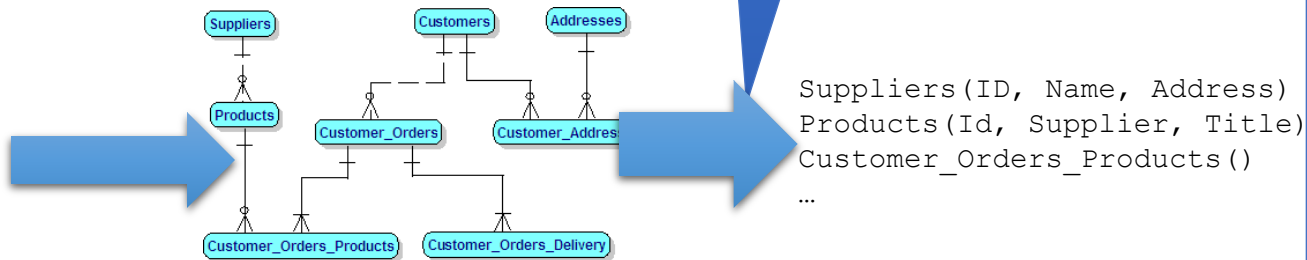 Suppliers
Customers
Addresses
Products
Customer_Orders
Customer_Address
Customer_Orders_Products
Customer_Orders_Delivery
Suppliers(ID, Name, Address)
Products(Id, Supplier, Title)
Customer_Orders_Products()
…